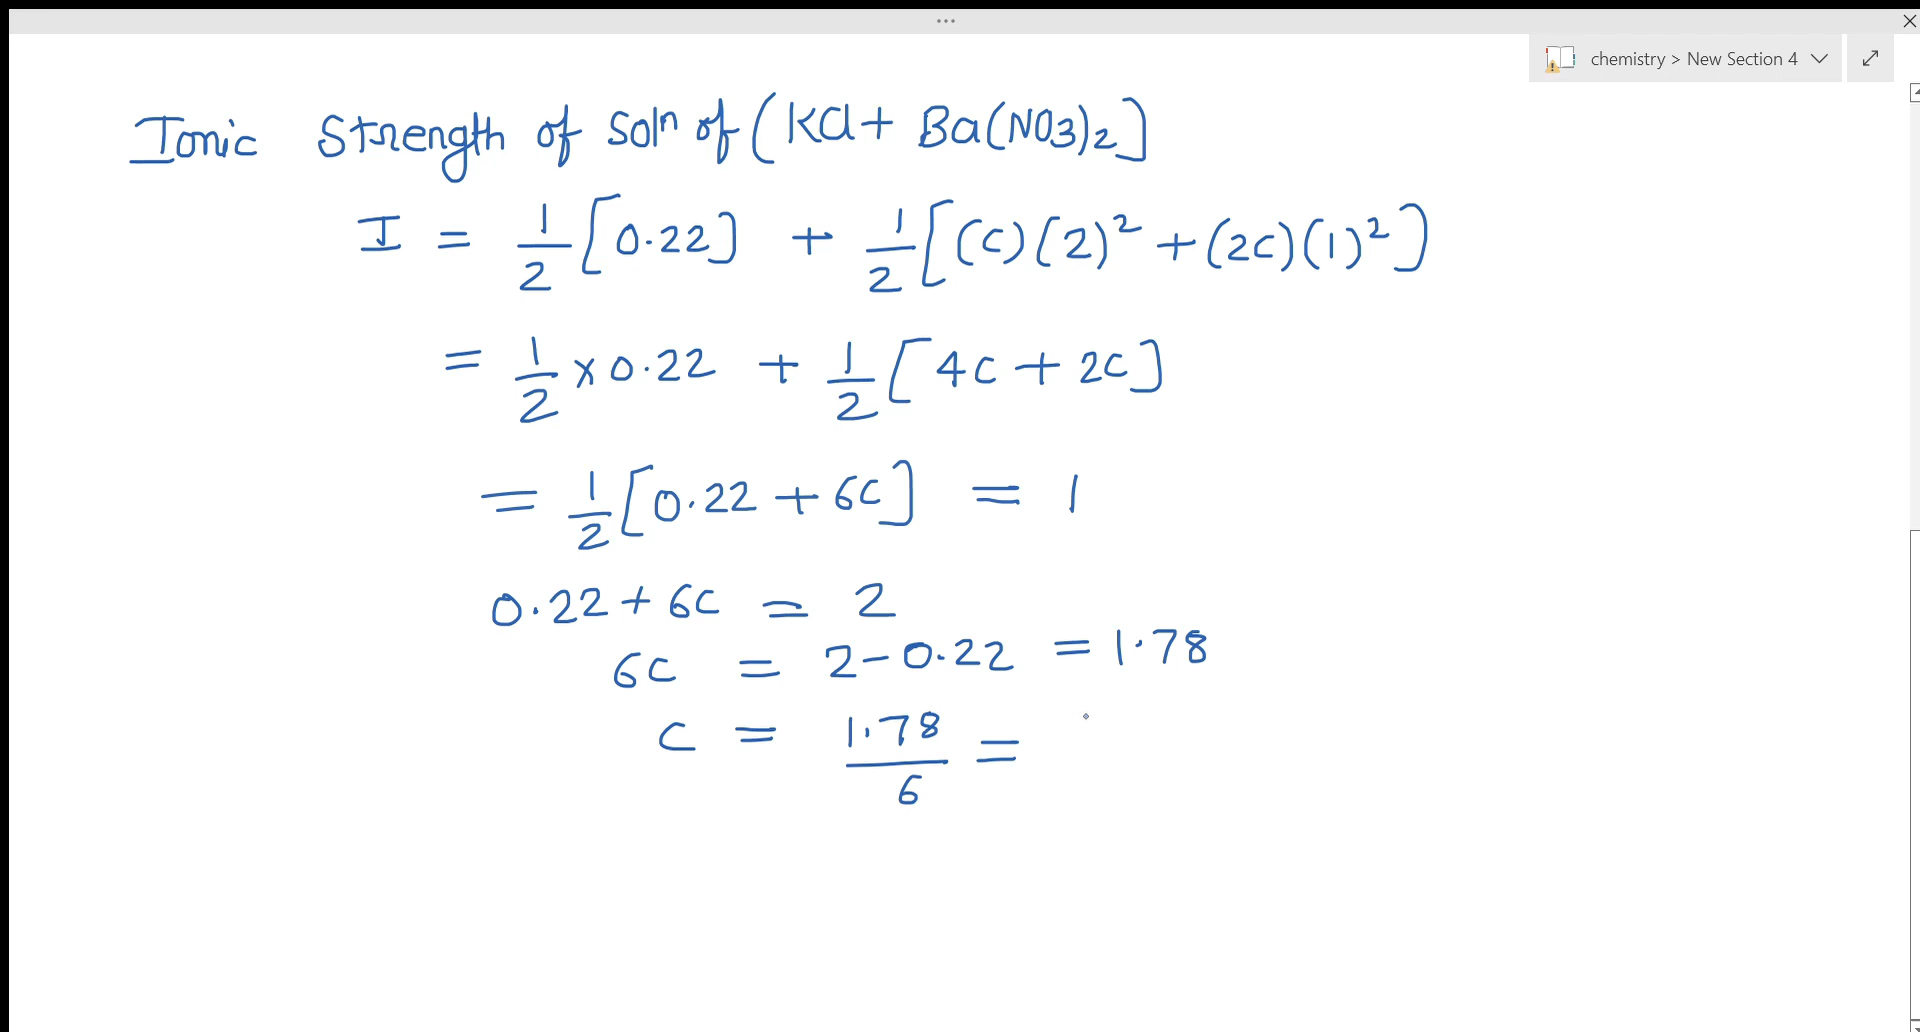 chemistry > New Section 4
Ionic Strength of Soln of (KCl + Ba(NO3)2]
I = 1/2 [0.22] + 1/2 [(C)(2)² + (2C)(1)²]
= 1/2 × 0.22 + 1/2 [4C + 2C]
= 1/2 [0.22 + 6C] = 1
0.22 + 6C = 2
6C = 2 - 0.22 = 1.78
C = 1.78/6 =